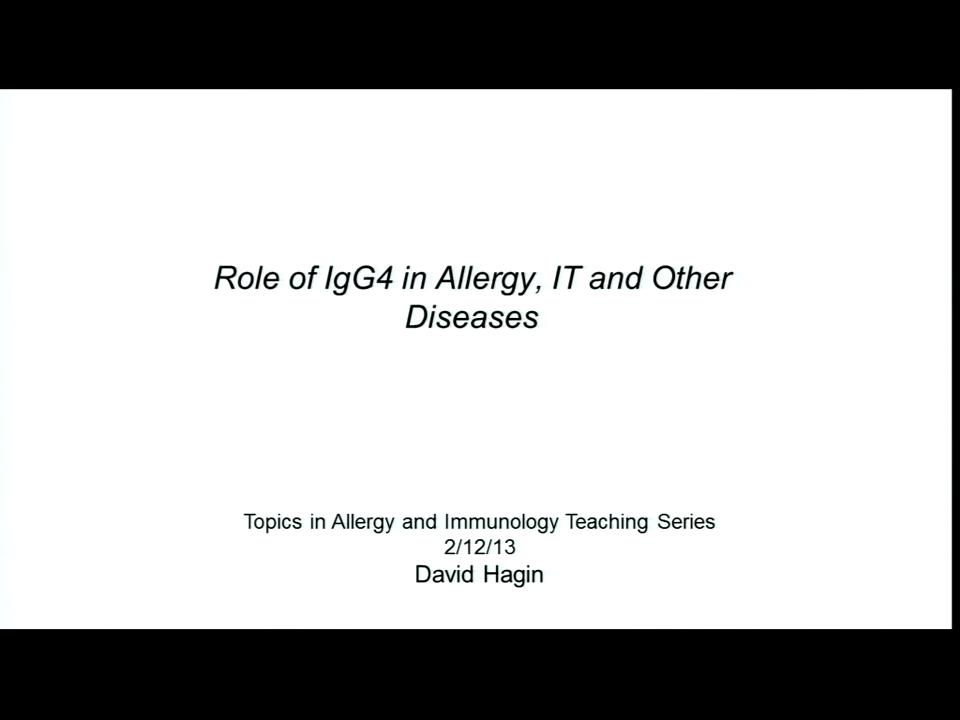 Role of IgG4 in Allergy, IT and Other
Diseases
Topics in Allergy and Immunology Teaching Series
2/12/13
David Hagin